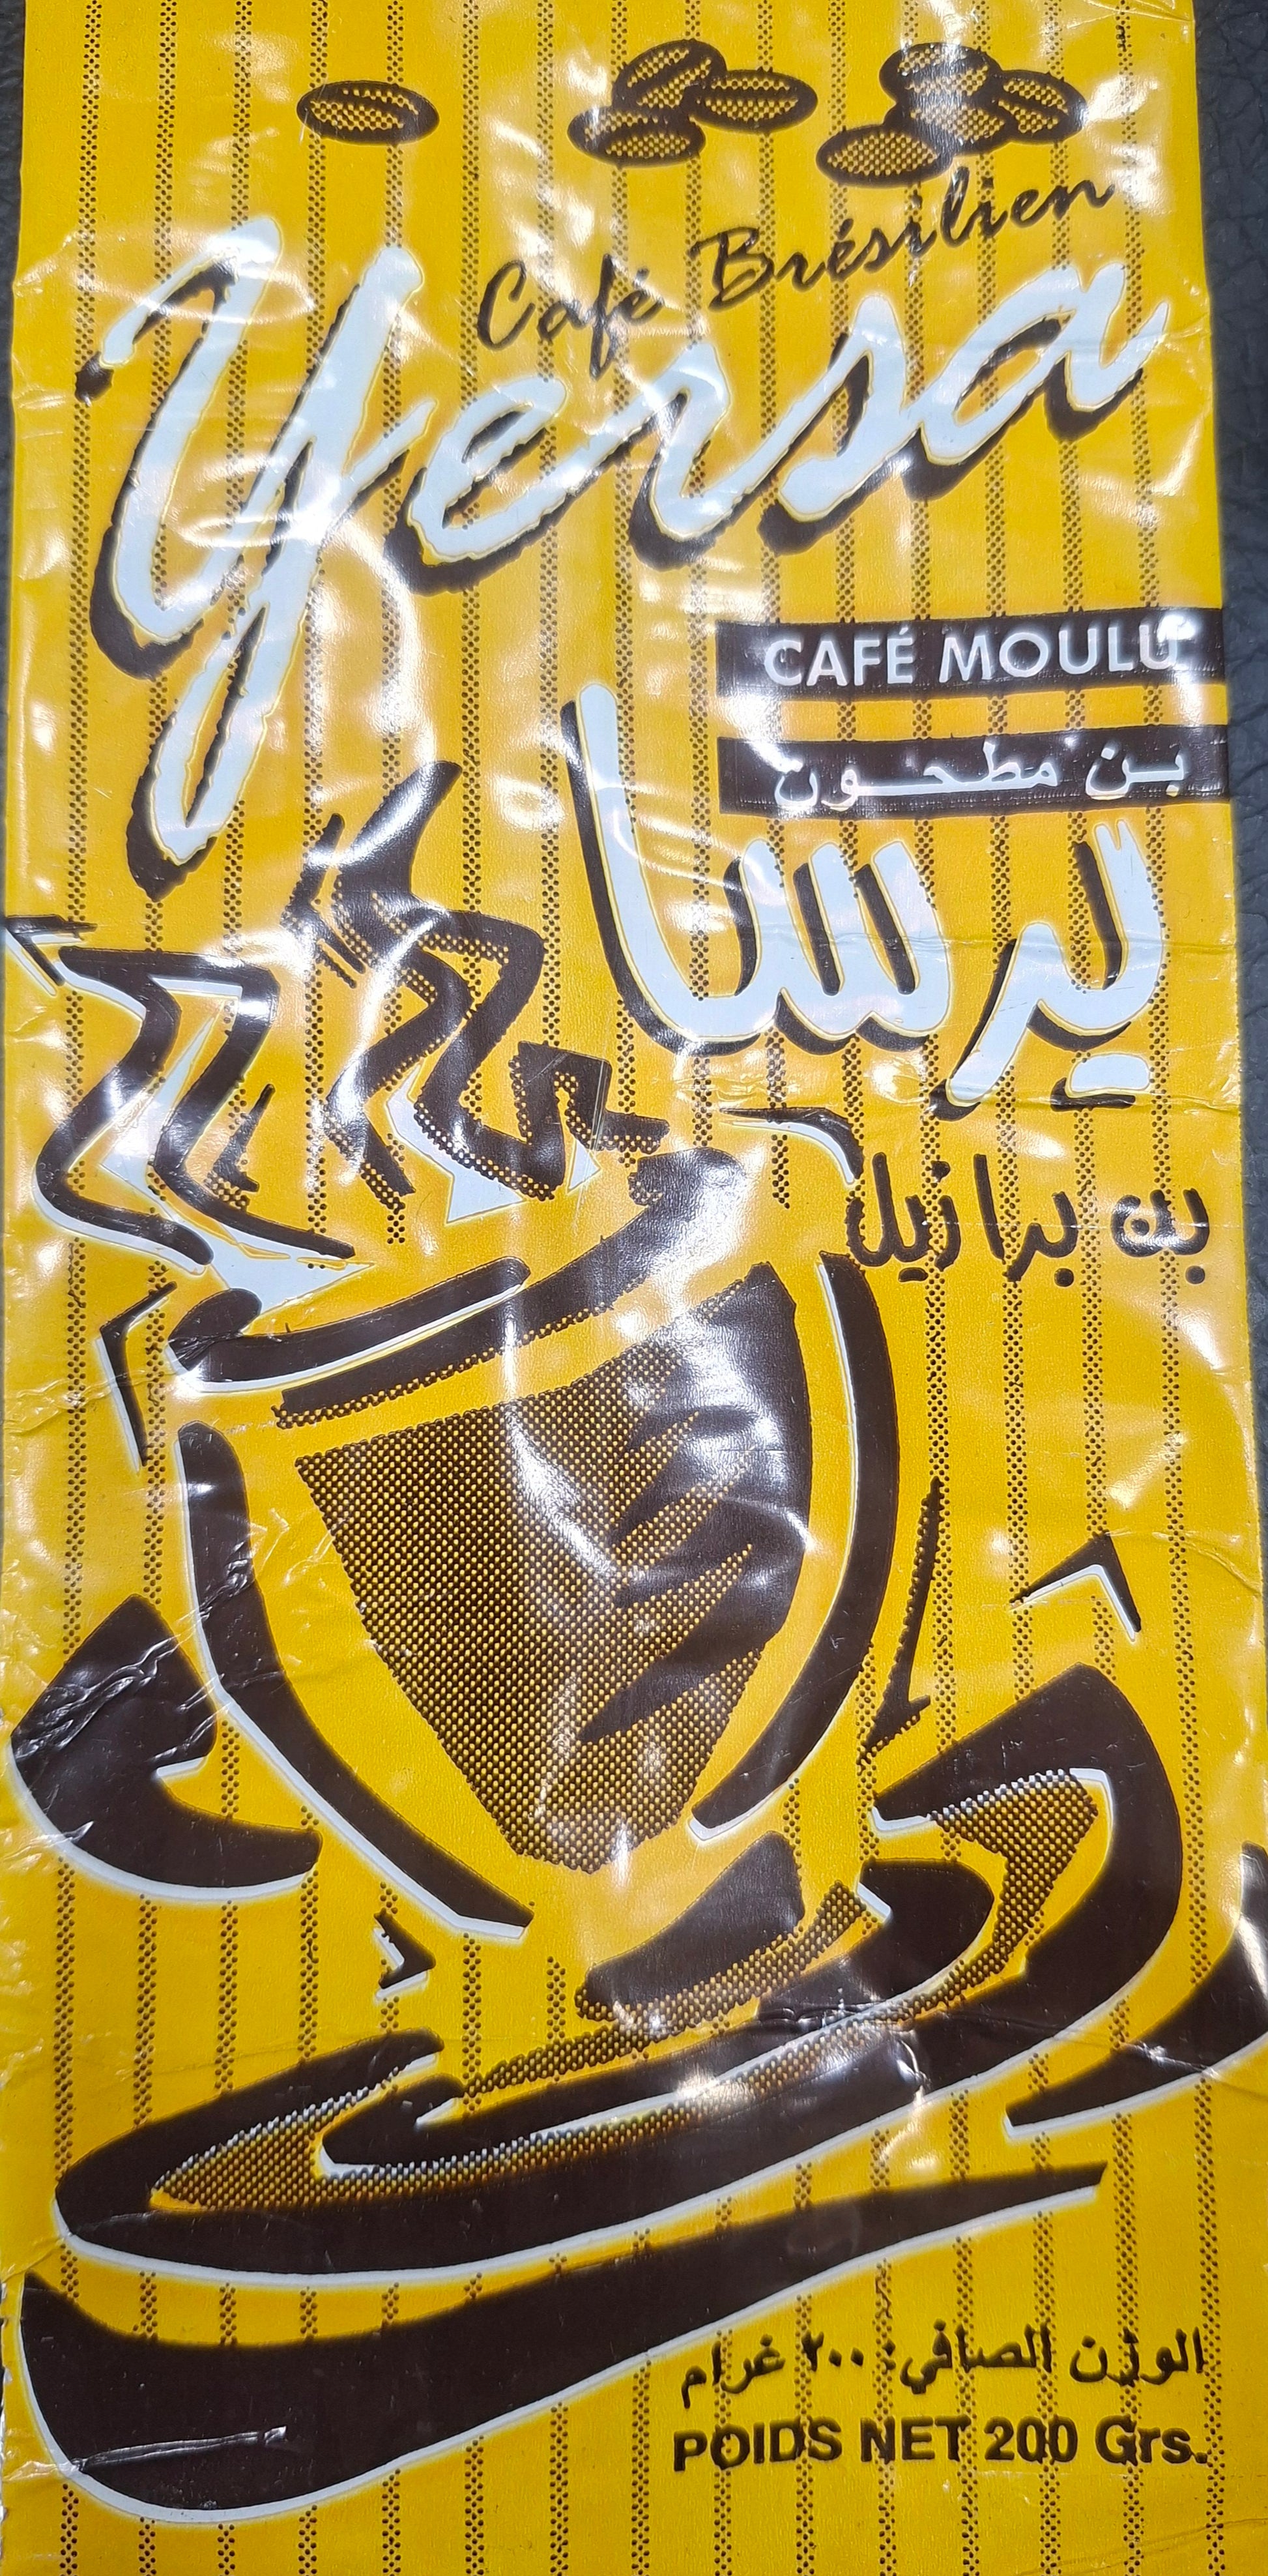 Café Brésilien
Yersa
CAFÉ MOULU
بن مطحون
يرسا
بن برازيل
الوزن الصافي: ٢٠٠ غرام
POIDS NET 200 Grs.